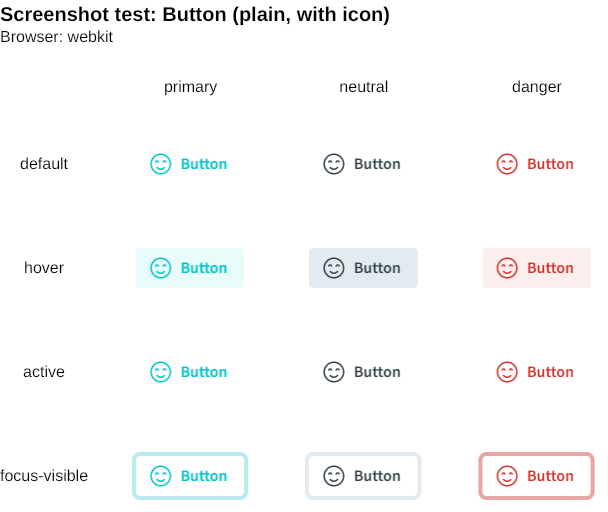 Screenshot test: Button (plain, with icon)
Browser: webkit
primary neutral danger
default Button Button Button
hover Button Button Button
active Button Button Button
focus-visible Button Button Button